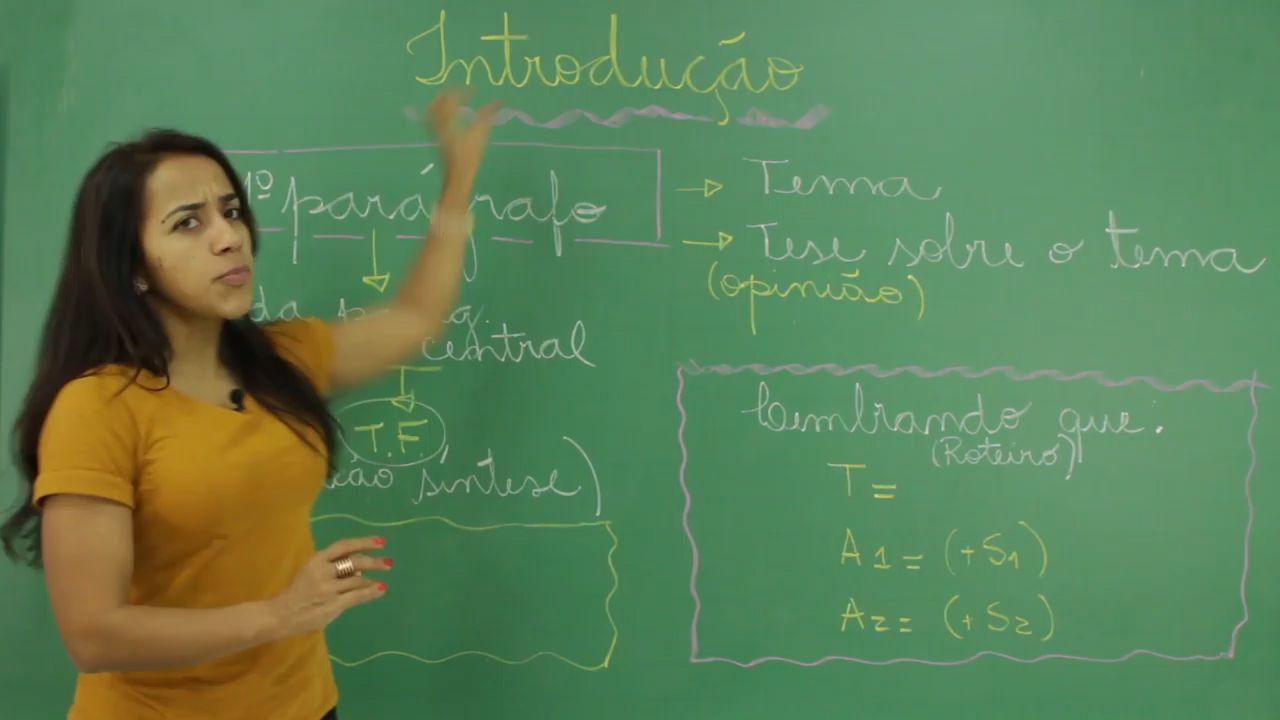 Introdução
1º parágrafo
→ Tema
→ Tese sobre o tema
(opinião)
central
T.F
síntese)
Lembrando que:
(Roteiro)
T =
A1 = (+S1)
A2 = (+S2)